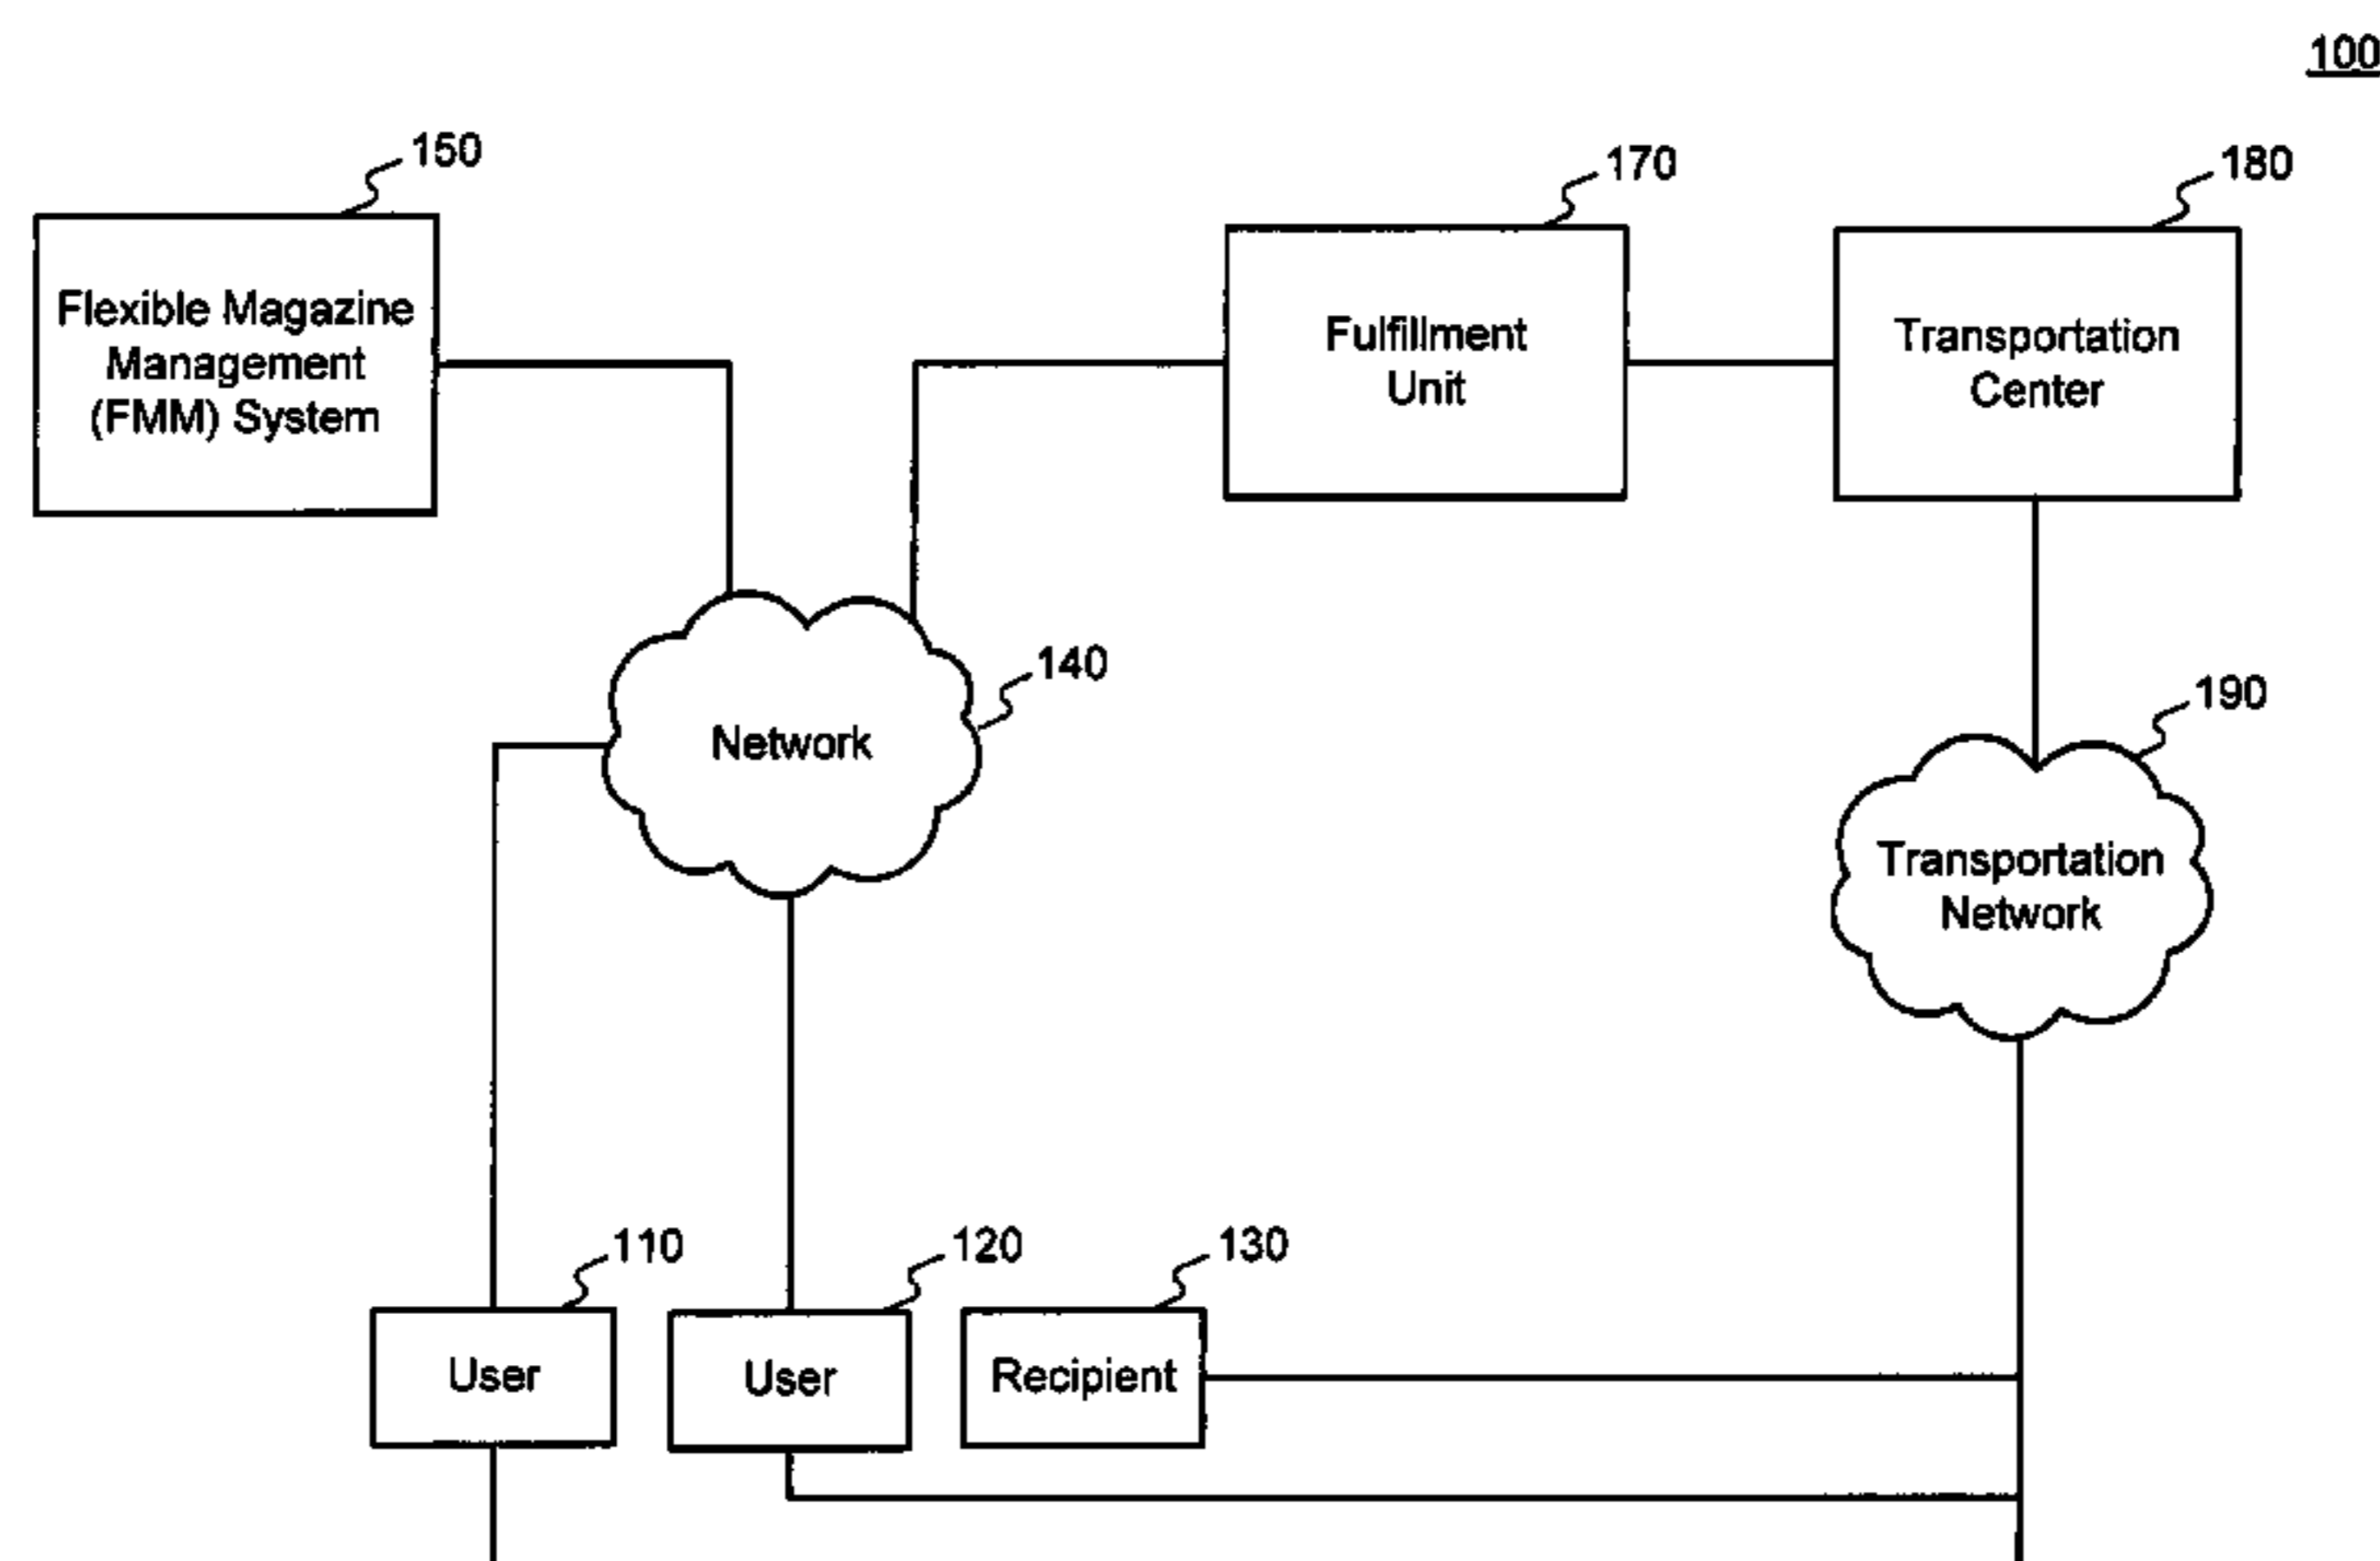 100
150
170
180
Flexible Magazine
Management
(FMM) System
Fulfillment
Unit
Transportation
Center
140
190
Network
Transportation
Network
110
120
130
User
User
Recipient